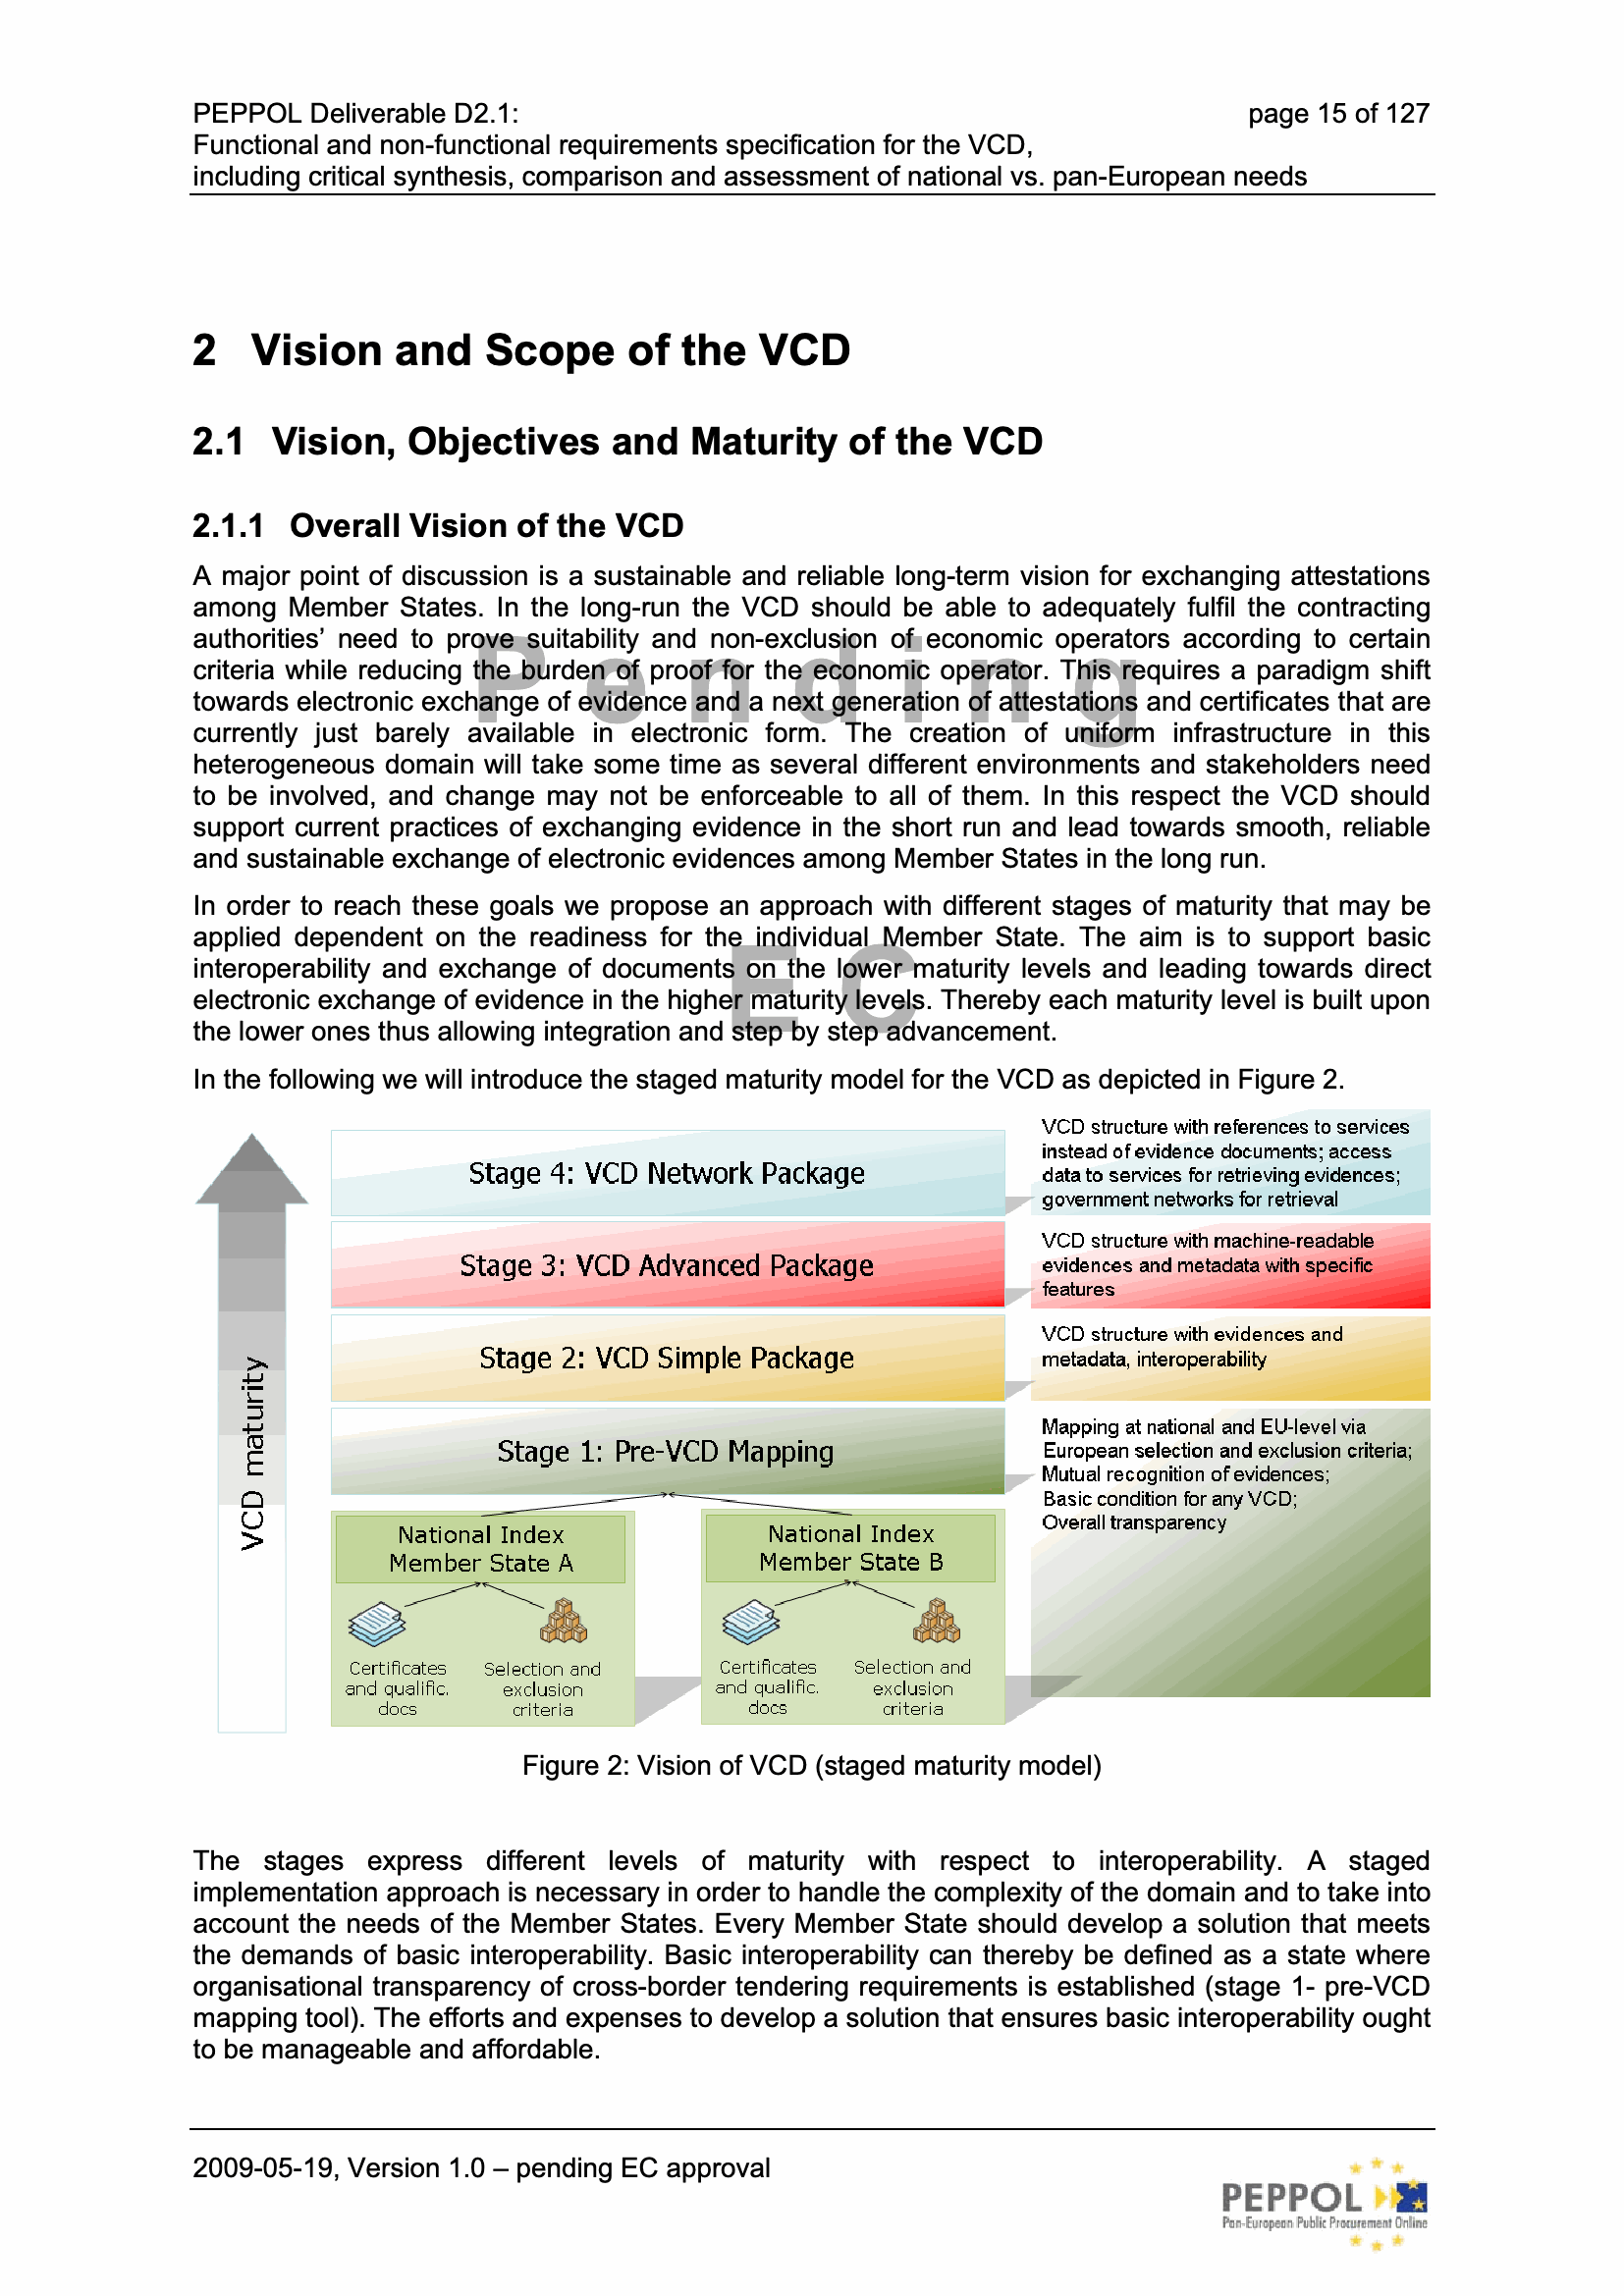 PEPPOL Deliverable D2.1: page 15 of 127
Functional and non-functional requirements specification for the VCD,
including critical synthesis, comparison and assessment of national vs. pan-European needs
2 Vision and Scope of the VCD
2.1 Vision, Objectives and Maturity of the VCD
2.1.1 Overall Vision of the VCD
A major point of discussion is a sustainable and reliable long-term vision for exchanging attestations
among Member States. In the long-run the VCD should be able to adequately fulfil the contracting
authorities’ need to prove suitability and non-exclusion of economic operators according to certain
criteria while reducing the burden of proof for the economic operator. This requires a paradigm shift
towards electronic exchange of evidence and a next generation of attestations and certificates that are
currently just barely available in electronic form. The creation of uniform infrastructure in this
heterogeneous domain will take some time as several different environments and stakeholders need
to be involved, and change may not be enforceable to all of them. In this respect the VCD should
support current practices of exchanging evidence in the short run and lead towards smooth, reliable
and sustainable exchange of electronic evidences among Member States in the long run.
Pending
In order to reach these goals we propose an approach with different stages of maturity that may be
applied dependent on the readiness for the individual Member State. The aim is to support basic
interoperability and exchange of documents on the lower maturity levels and leading towards direct
electronic exchange of evidence in the higher maturity levels. Thereby each maturity level is built upon
the lower ones thus allowing integration and step by step advancement.
EC
In the following we will introduce the staged maturity model for the VCD as depicted in Figure 2.
VCD maturity
Stage 4: VCD Network Package
VCD structure with references to services
instead of evidence documents; access
data to services for retrieving evidences;
government networks for retrieval
Stage 3: VCD Advanced Package
VCD structure with machine-readable
evidences and metadata with specific
features
Stage 2: VCD Simple Package
VCD structure with evidences and
metadata, interoperability
Stage 1: Pre-VCD Mapping
Mapping at national and EU-level via
European selection and exclusion criteria;
Mutual recognition of evidences;
Basic condition for any VCD;
Overall transparency
National Index
Member State A
Certificates
and qualific.
docs
Selection and
exclusion
criteria
National Index
Member State B
Certificates
and qualific.
docs
Selection and
exclusion
criteria
Figure 2: Vision of VCD (staged maturity model)
The stages express different levels of maturity with respect to interoperability. A staged
implementation approach is necessary in order to handle the complexity of the domain and to take into
account the needs of the Member States. Every Member State should develop a solution that meets
the demands of basic interoperability. Basic interoperability can thereby be defined as a state where
organisational transparency of cross-border tendering requirements is established (stage 1- pre-VCD
mapping tool). The efforts and expenses to develop a solution that ensures basic interoperability ought
to be manageable and affordable.
2009-05-19, Version 1.0 – pending EC approval
PEPPOL
Pan-European Public Procurement Online